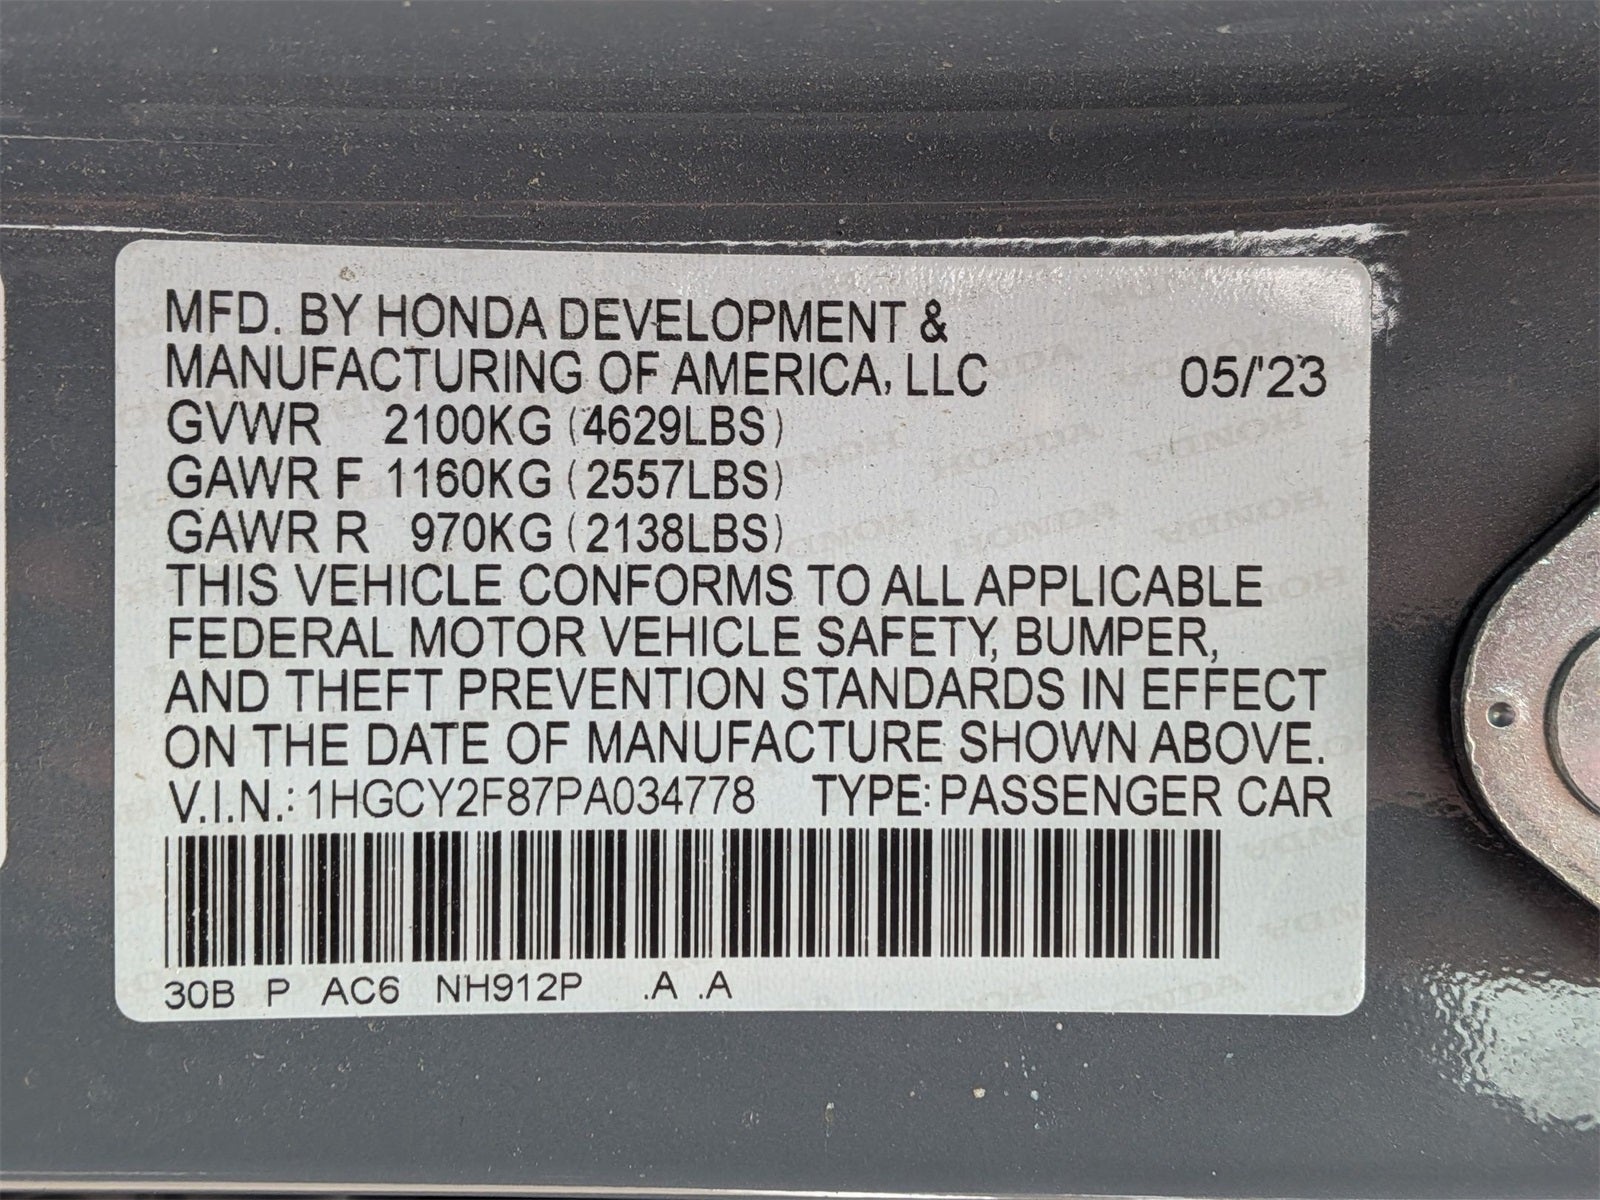 MFD. BY HONDA DEVELOPMENT &
MANUFACTURING OF AMERICA, LLC 05/'23
GVWR 2100KG (4629LBS)
GAWR F 1160KG (2557LBS)
GAWR R 970KG (2138LBS)
THIS VEHICLE CONFORMS TO ALL APPLICABLE
FEDERAL MOTOR VEHICLE SAFETY, BUMPER,
AND THEFT PREVENTION STANDARDS IN EFFECT
ON THE DATE OF MANUFACTURE SHOWN ABOVE.
V.I.N.: 1HGCY2F87PA034778 TYPE: PASSENGER CAR
30B P AC6 NH912P .A .A